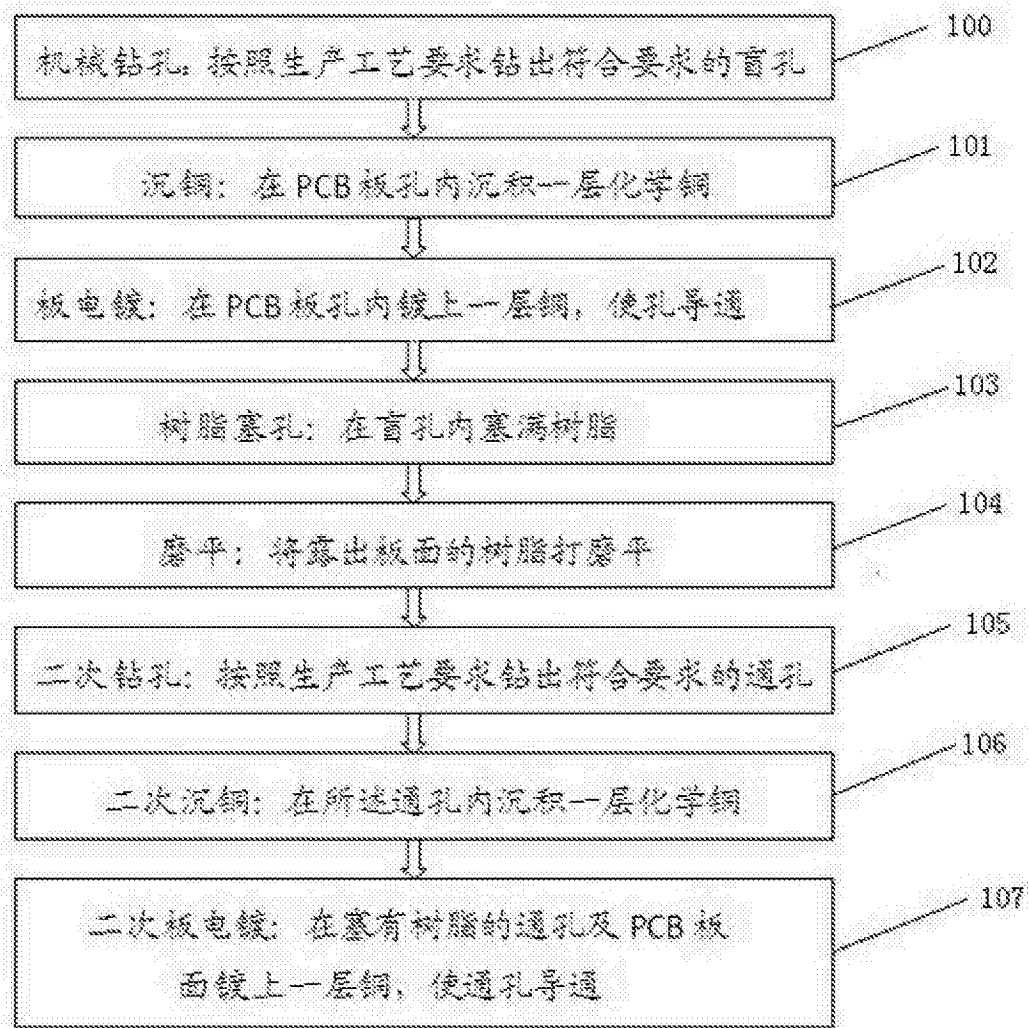 机械钻孔：按照生产工艺要求钻出符合要求的盲孔
100
沉铜：在PCB板孔内沉积一层化学铜
101
板电镀：在PCB板孔内镀上一层铜，使孔导通
102
树脂塞孔：在盲孔内塞满树脂
103
磨平：将露出板面的树脂打磨平
104
二次钻孔：按照生产工艺要求钻出符合要求的通孔
105
二次沉铜：在所述通孔内沉积一层化学铜
106
二次板电镀：在塞有树脂的通孔及PCB板
面镀上一层铜，使通孔导通
107